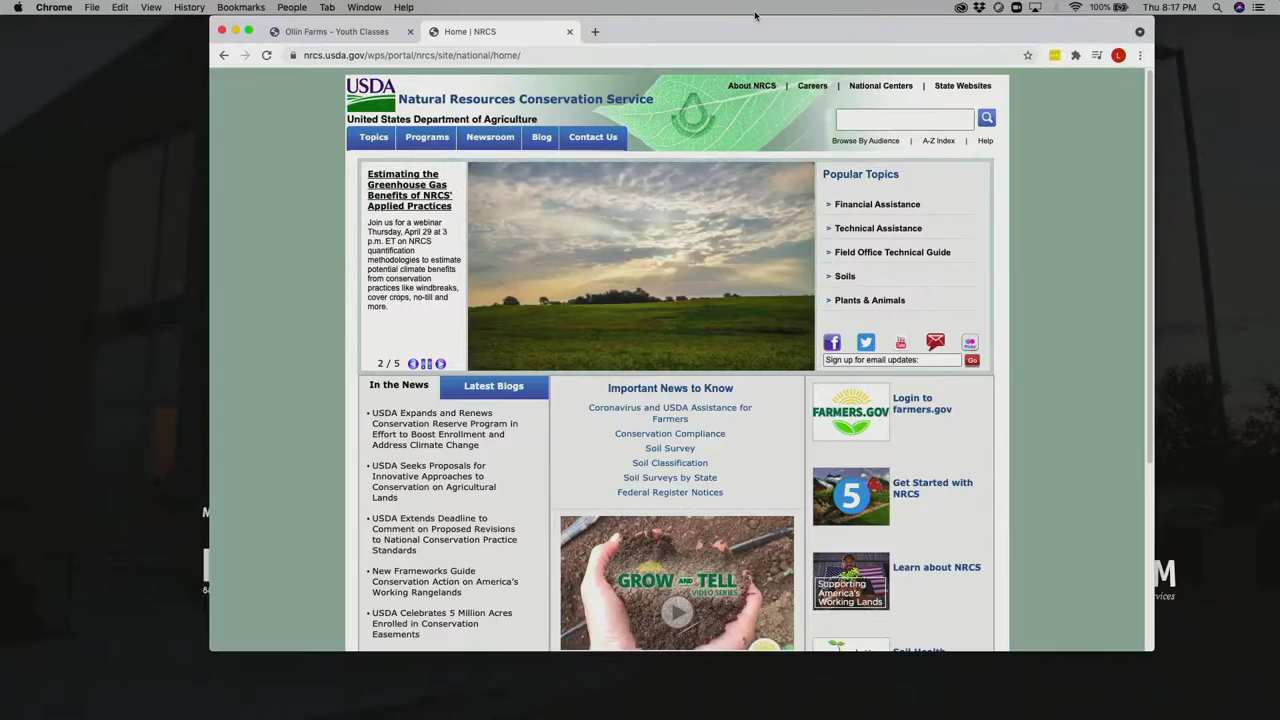 Chrome File Edit View History Bookmarks People Tab Window Help
100% Thu 8:17 PM
Ollin Farms - Youth Classes
Home | NRCS
nrcs.usda.gov/wps/portal/nrcs/site/national/home/
L
USDA
Natural Resources Conservation Service
United States Department of Agriculture
About NRCS | Careers | National Centers | State Websites
Browse By Audience | A-Z Index | Help
Topics Programs Newsroom Blog Contact Us
Estimating the
Greenhouse Gas
Benefits of NRCS'
Applied Practices
Join us for a webinar
Thursday, April 29 at 3
p.m. ET on NRCS
quantification
methodologies to estimate
potential climate benefits
from conservation
practices like windbreaks,
cover crops, no-till and
more.
2 / 5
Popular Topics
> Financial Assistance
> Technical Assistance
> Field Office Technical Guide
> Soils
> Plants & Animals
Sign up for email updates: Go
In the News
Latest Blogs
• USDA Expands and Renews
Conservation Reserve Program in
Effort to Boost Enrollment and
Address Climate Change
• USDA Seeks Proposals for
Innovative Approaches to
Conservation on Agricultural
Lands
• USDA Extends Deadline to
Comment on Proposed Revisions
to National Conservation Practice
Standards
• New Frameworks Guide
Conservation Action on America's
Working Rangelands
• USDA Celebrates 5 Million Acres
Enrolled in Conservation
Easements
Important News to Know
Coronavirus and USDA Assistance for
Farmers
Conservation Compliance
Soil Survey
Soil Classification
Soil Surveys by State
Federal Register Notices
GROW AND TELL
VIDEO SERIES
FARMERS.GOV
Login to
farmers.gov
5
Get Started with
NRCS
Supporting
America's
Working Lands
Learn about NRCS
Soil Health
M